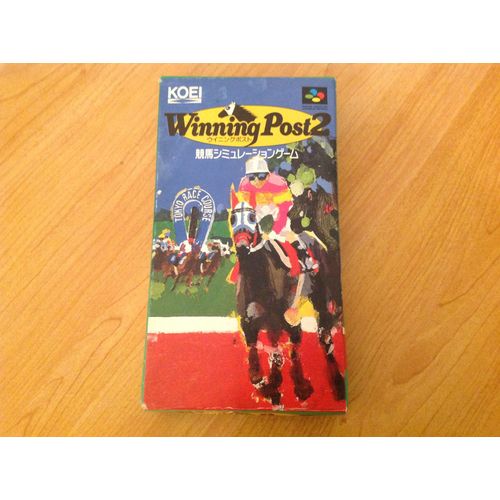 KOEI
Winning Post 2
ウイニングポスト
競馬シミュレーションゲーム
TOKYO RACE COURSE